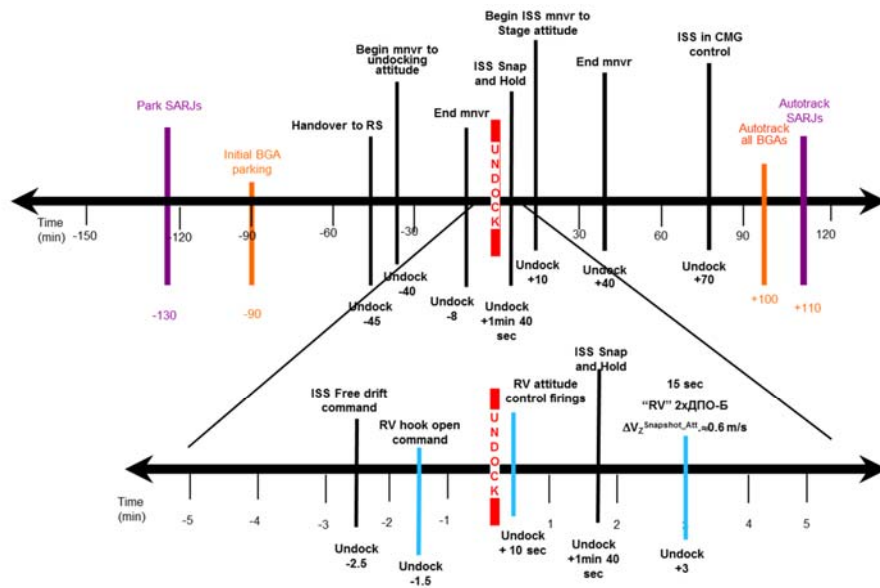 Begin ISS mnvr to
Stage attitude
Begin mnvr to
undocking
attitude
ISS in CMG
control
ISS Snap
and Hold
End mnvr
Park SARJs
Autotrack
SARJs
End mnvr
Handover to RS
Autotrack
all BGAs
Initial BGA
parking
UNDOCK
Time
(min)
-150
-120
-90
-60
-30
30
60
90
120
Undock
-40
Undock
+10
Undock
+40
Undock
+70
Undock
-45
Undock
-8
Undock
+1min 40
sec
-130
-90
+100
+110
ISS Snap
and Hold
15 sec
RV attitude
control firings
ISS Free drift
command
“RV” 2xДПО-Б
ΔVZ Snapshot_Att.≈0.6 m/s
RV hook open
command
UNDOCK
Time
(min)
-5
-4
-3
-2
-1
1
2
3
4
5
Undock
-2.5
Undock
-1.5
Undock
+ 10 sec
Undock
+1min 40
sec
Undock
+3